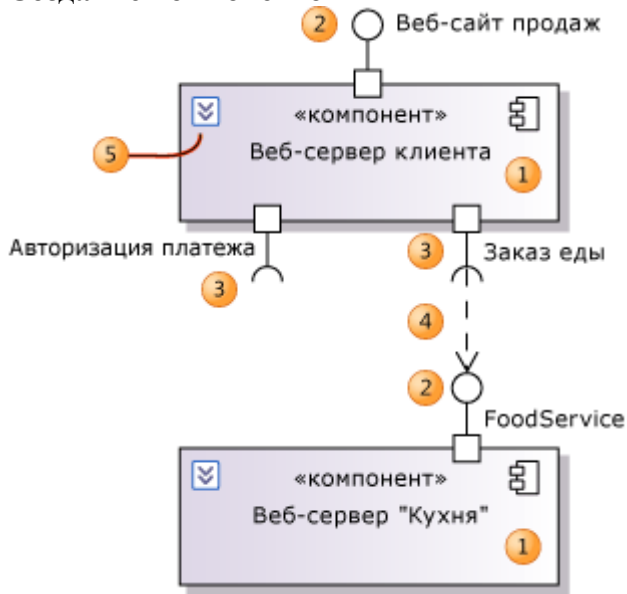 2 Веб-сайт продаж
«компонент»
5 Веб-сервер клиента
1
Авторизация платежа 3 Заказ еды
3
4
2
FoodService
«компонент»
Веб-сервер "Кухня"
1